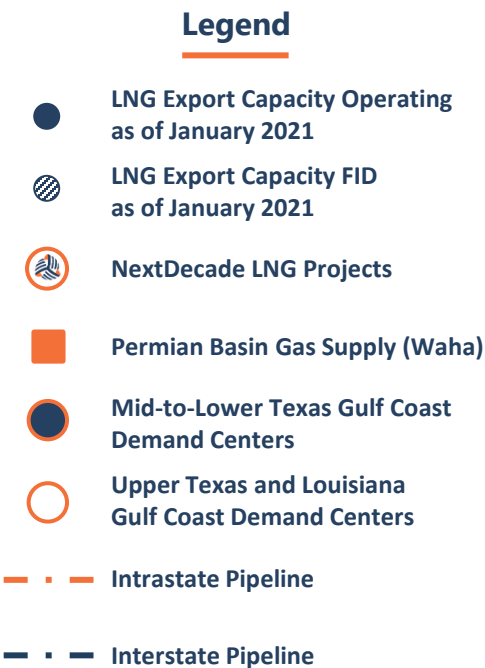 Legend
LNG Export Capacity Operating
as of January 2021
LNG Export Capacity FID
as of January 2021
NextDecade LNG Projects
Permian Basin Gas Supply (Waha)
Mid-to-Lower Texas Gulf Coast
Demand Centers
Upper Texas and Louisiana
Gulf Coast Demand Centers
Intrastate Pipeline
Interstate Pipeline